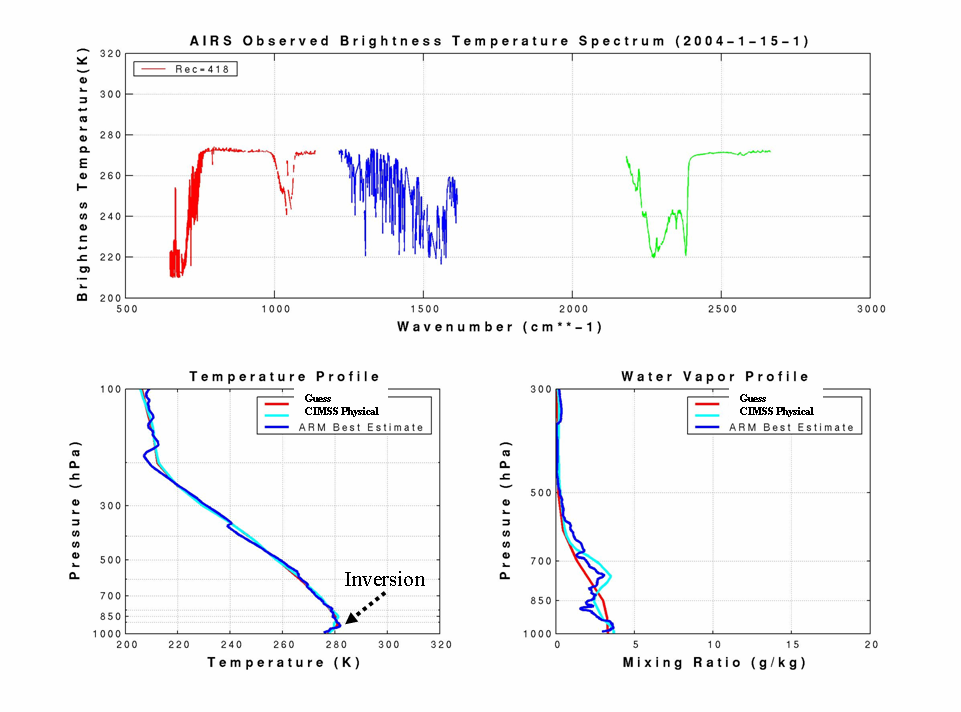 AIRS Observed Brightness Temperature Spectrum (2004−1−15−1)
Brightness Temperature(K)
320
300
280
260
240
220
200
Rec=418
500
1000
1500
2000
2500
3000
Wavenumber (cm**−1)
Temperature Profile
Pressure (hPa)
100
300
500
700
850
1000
Guess
CIMSS Physical
ARM Best Estimate
Inversion
200
220
240
260
280
300
320
Temperature (K)
Water Vapor Profile
Pressure (hPa)
300
500
700
850
1000
Guess
CIMSS Physical
ARM Best Estimate
0
5
10
15
20
Mixing Ratio (g/kg)